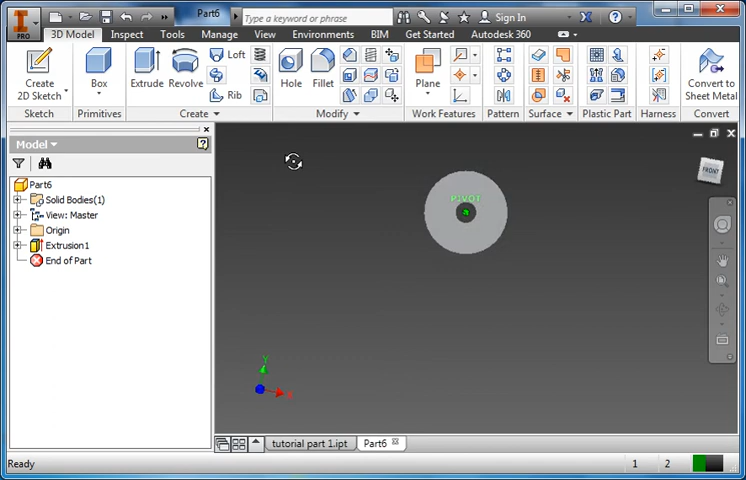 Part6
Type a keyword or phrase
Sign In
PRO
3D Model
Inspect
Tools
Manage
View
Environments
BIM
Get Started
Autodesk 360
Create
2D Sketch
Box
Extrude
Revolve
Loft
Rib
Hole
Fillet
Plane
Convert to
Sheet Metal
Sketch
Primitives
Create
Modify
Work Features
Pattern
Surface
Plastic Part
Harness
Convert
Model
Part6
Solid Bodies(1)
View: Master
Origin
Extrusion1
End of Part
PIVOT
FRONT
Y
X
tutorial part 1.ipt
Part6
Ready
1
2